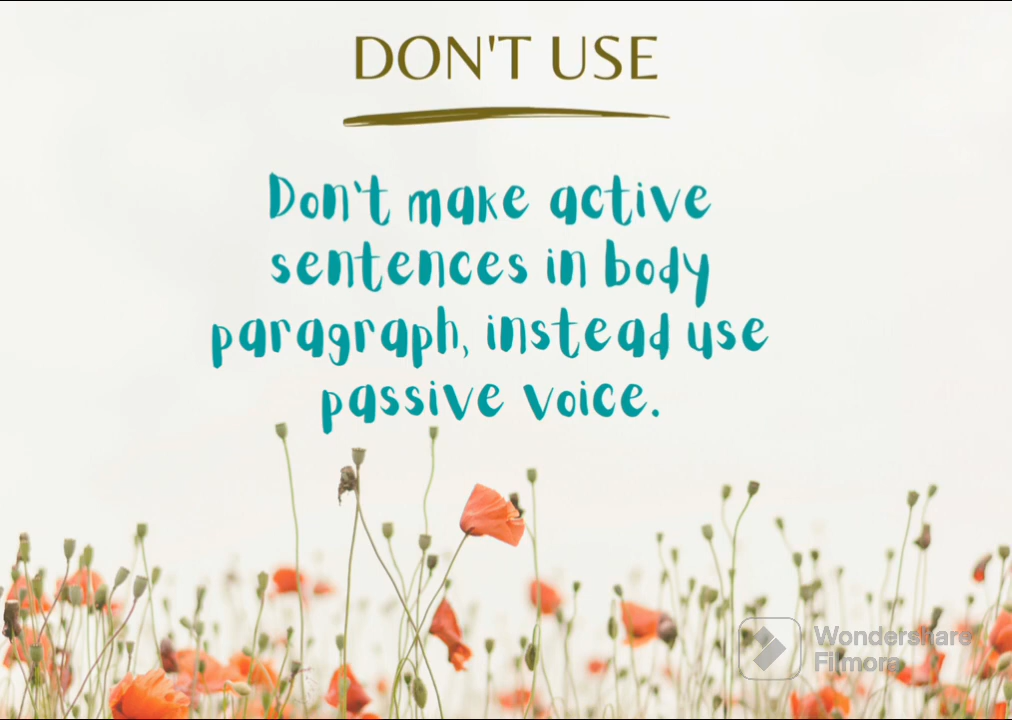 DON'T USE
Don't make active
sentences in body
paragraph, instead use
passive voice.
Wondershare
Filmora